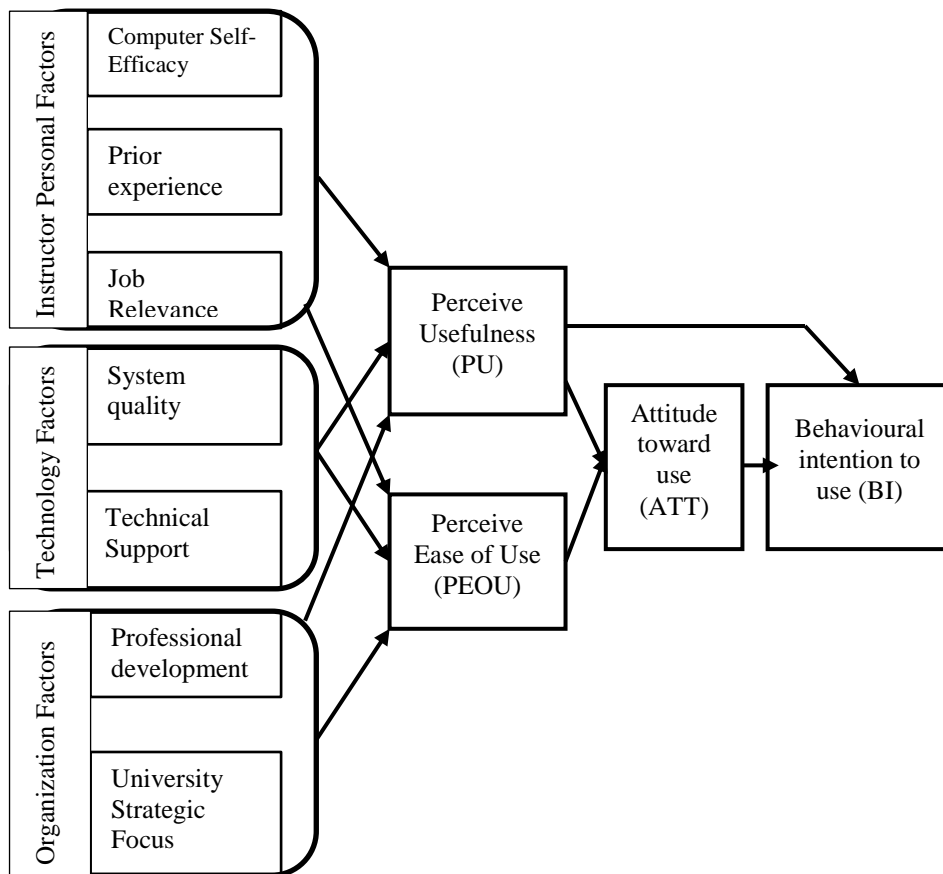 Instructor Personal Factors
Computer Self-
Efficacy
Prior
experience
Job
Relevance
Technology Factors
System
quality
Technical
Support
Organization Factors
Professional
development
University
Strategic
Focus
Perceive
Usefulness
(PU)
Perceive
Ease of Use
(PEOU)
Attitude
toward
use
(ATT)
Behavioural
intention to
use (BI)